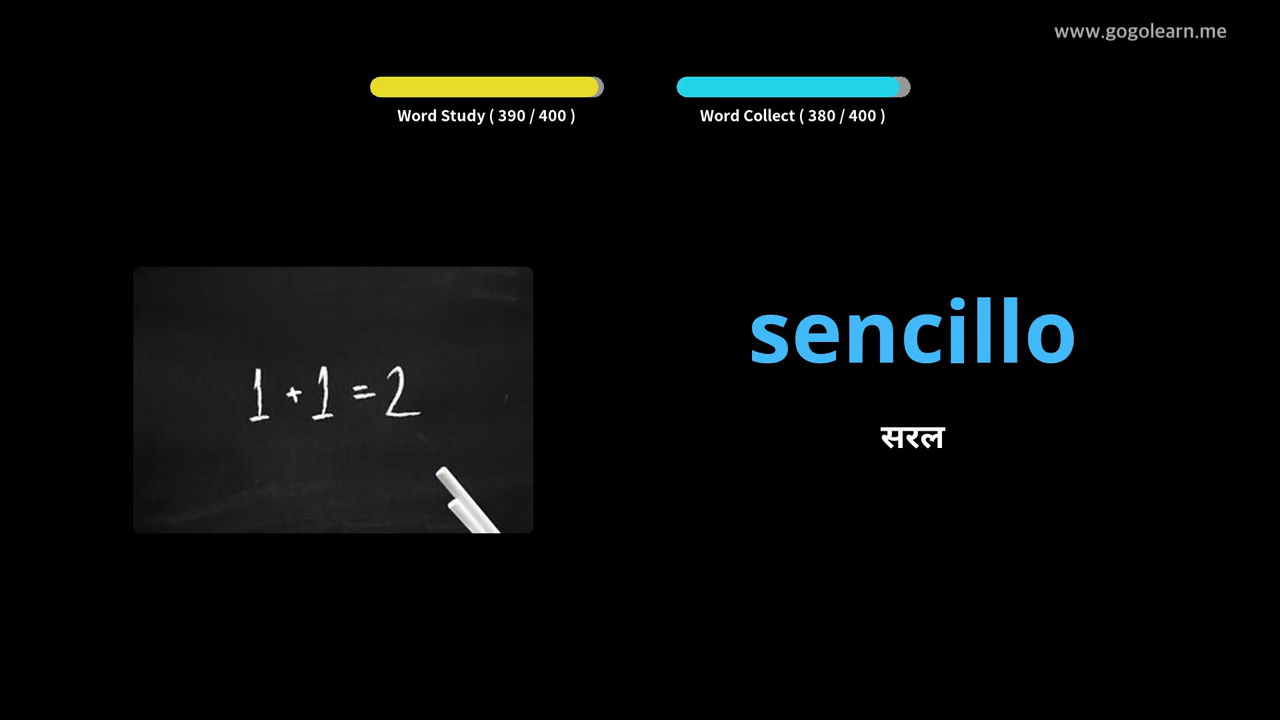 www.gogolearn.me
Word Study ( 390 / 400 )
Word Collect ( 380 / 400 )
1 + 1 = 2
sencillo
सरल